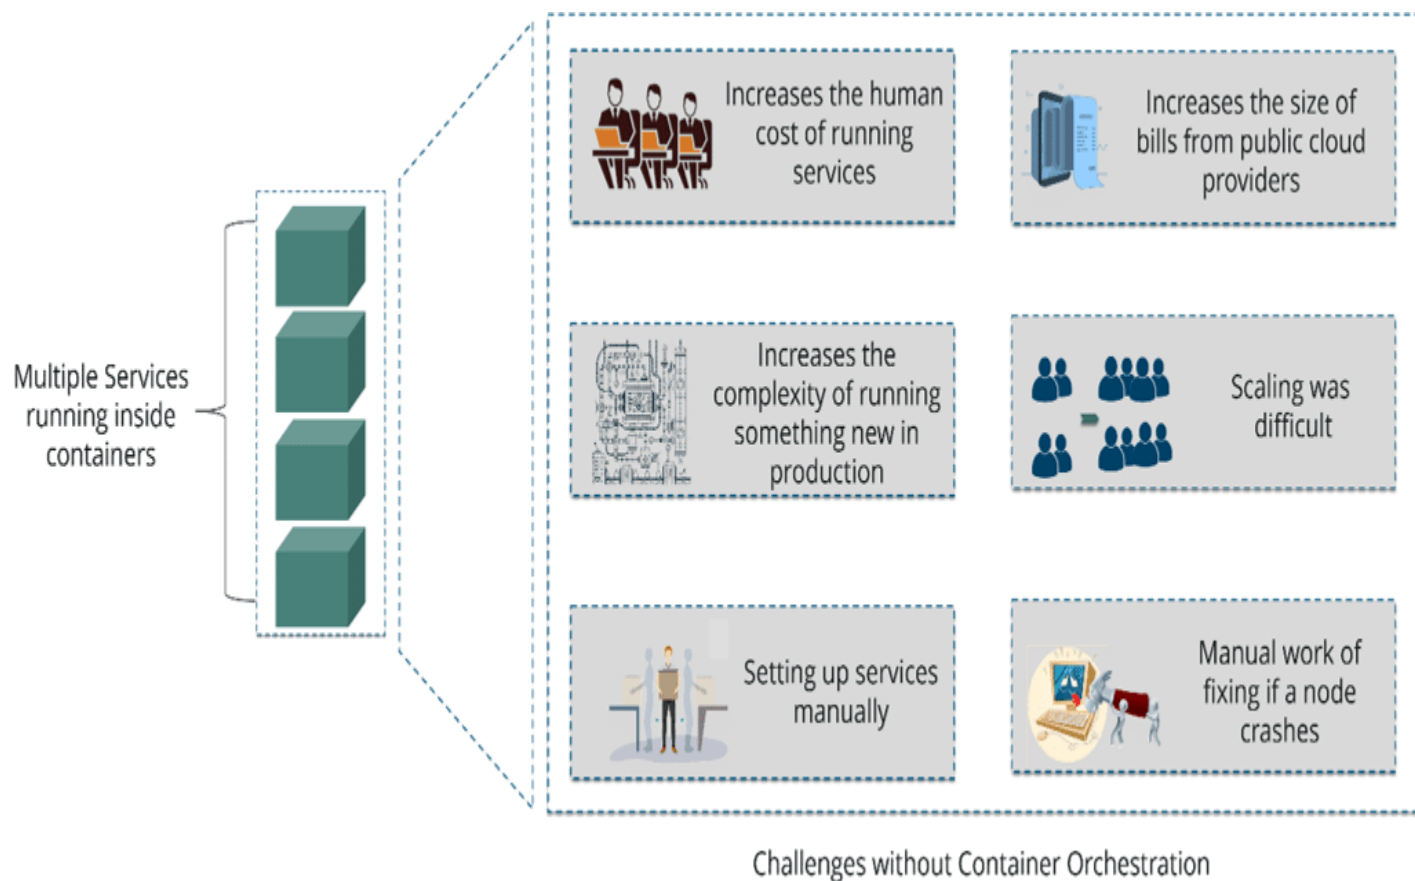 Increases the human
cost of running
services
Increases the size of
bills from public cloud
providers
Multiple Services
running inside
containers
Increases the
complexity of running
something new in
production
Scaling was
difficult
Setting up services
manually
Manual work of
fixing if a node
crashes
Challenges without Container Orchestration